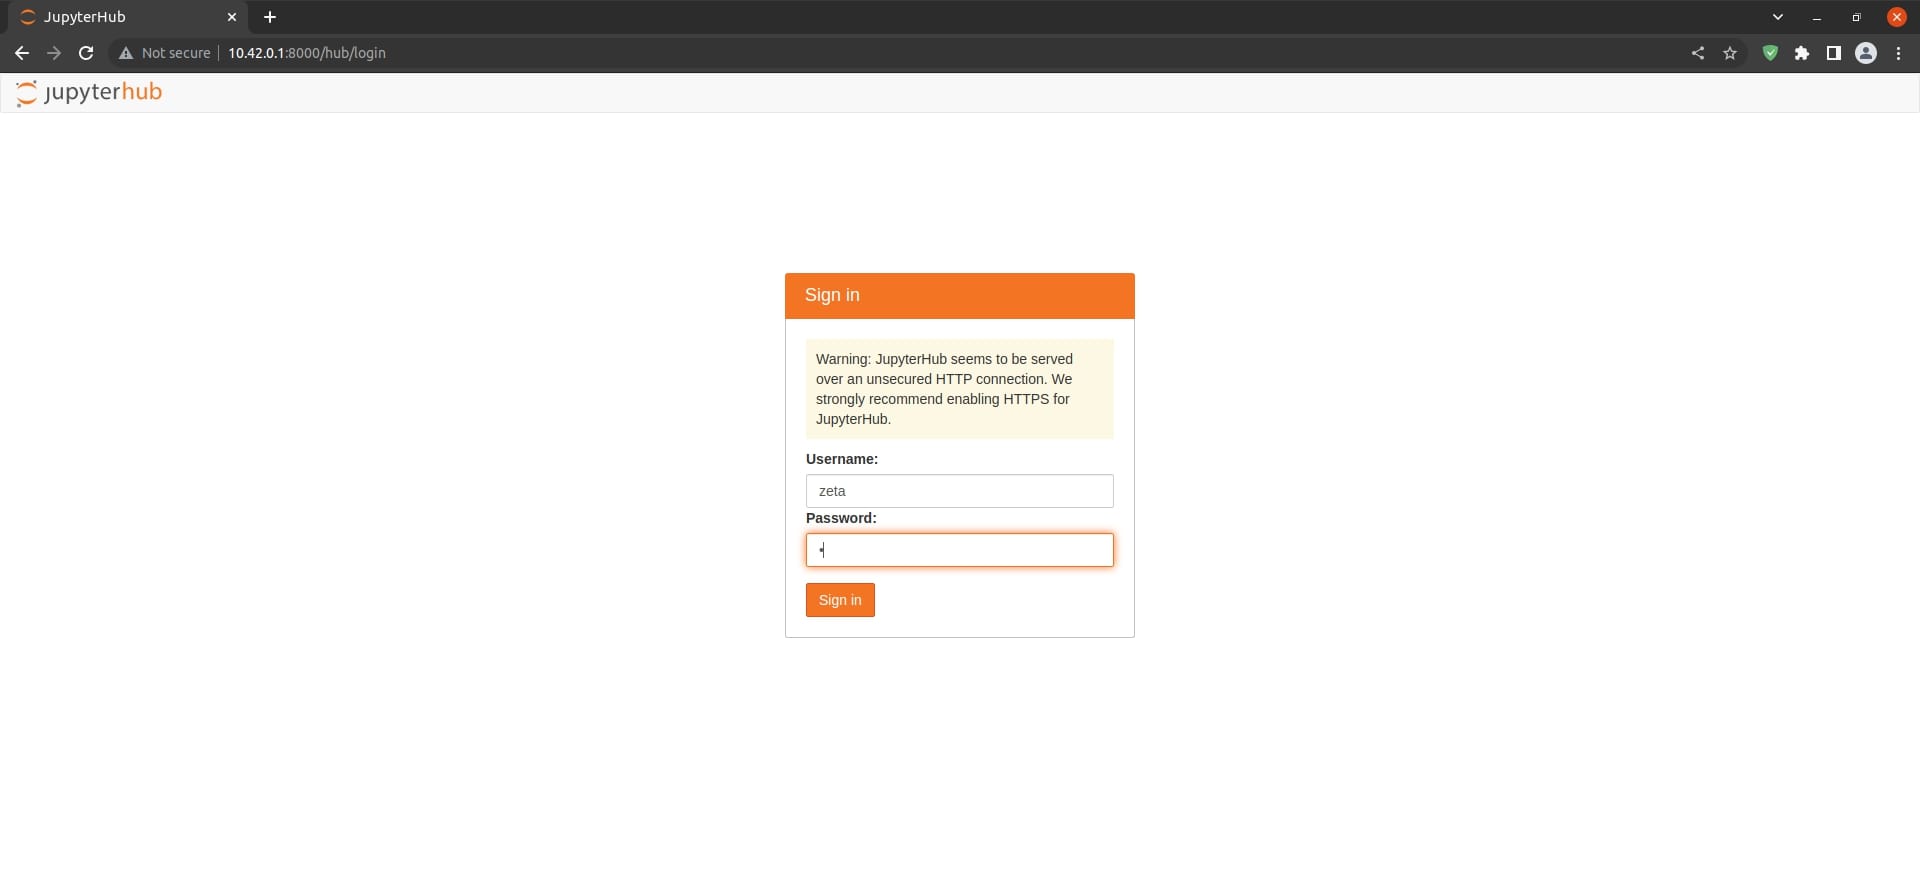 JupyterHub
Not secure 10.42.0.1:8000/hub/login
jupyterhub
Sign in
Warning: JupyterHub seems to be served
over an unsecured HTTP connection. We
strongly recommend enabling HTTPS for
JupyterHub.
Username:
zeta
Password:
•
Sign in